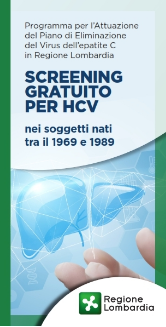 Programma per l'Attuazione
del Piano di Eliminazione
del Virus dell'epatite C
in Regione Lombardia
SCREENING
GRATUITO
PER HCV
nei soggetti nati
tra il 1969 e 1989
Regione
Lombardia